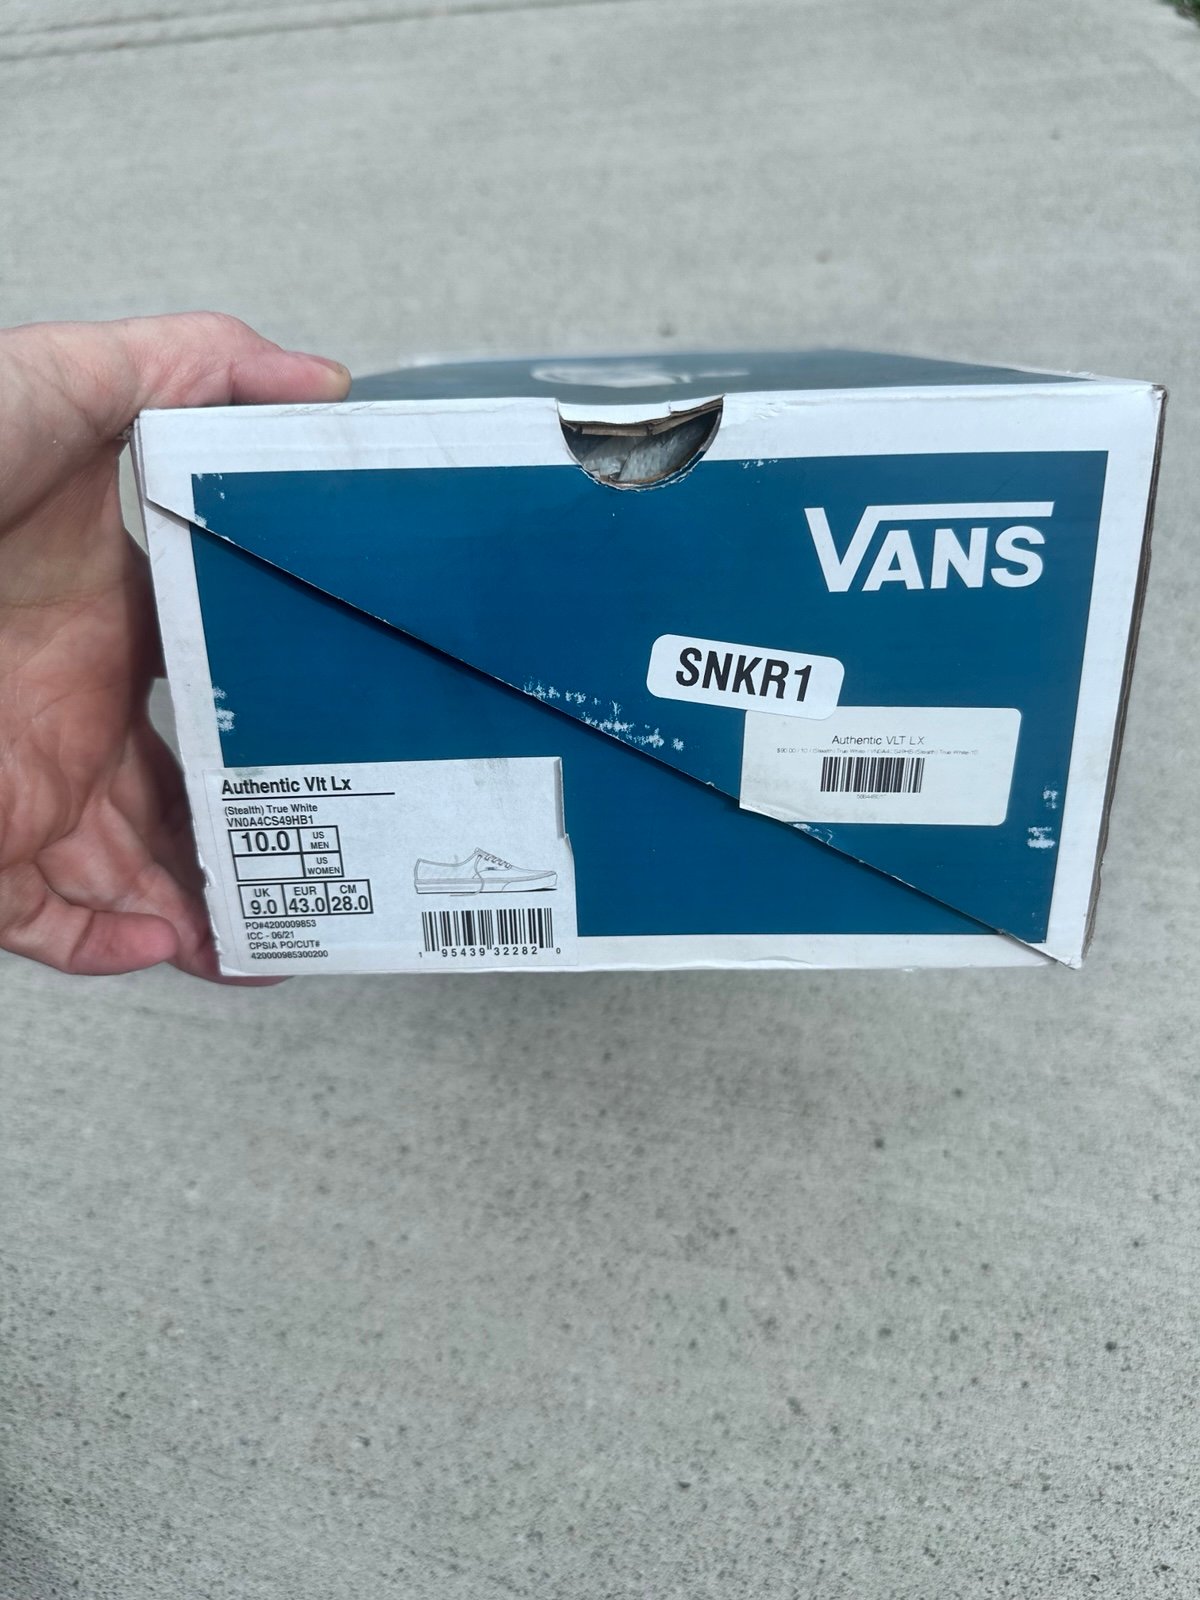 VANS
SNKR1
Authentic VLT LX
Authentic Vlt Lx
(Stealth) True White
VN0A4CS49HB1
10.0 US MEN
US WOMEN
UK EUR CM
9.0 43.0 28.0
PO#4200009853
ICC - 06/21
CPSIA PO/CUT#
420000985300200
1 95439 32282 0